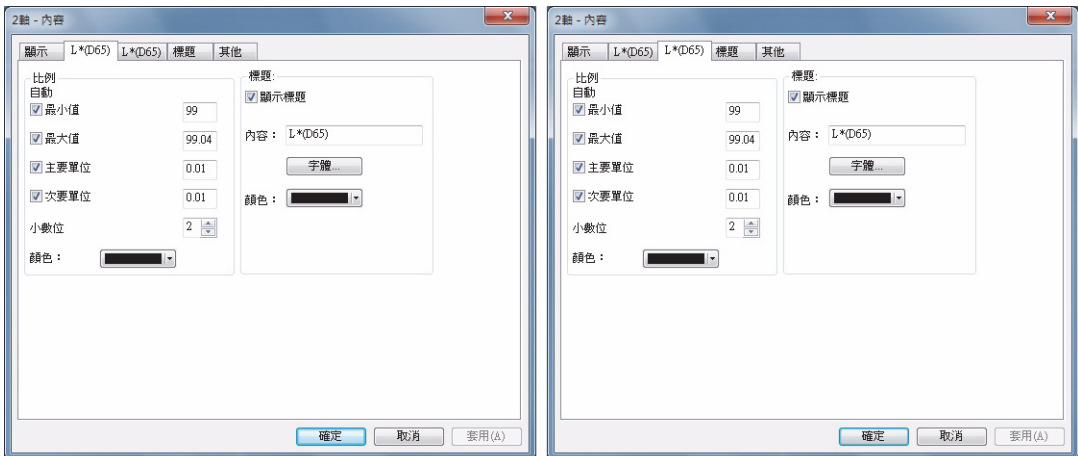 2軸 - 內容
顯示 L*(D65) L*(D65) 標題 其他
比例
自動
最小值 99
最大值 99.04
主要單位 0.01
次要單位 0.01
小數位 2
顏色：
標題:
顯示標題
內容： L*(D65)
字體...
顏色：
確定 取消 套用(A)
2軸 - 內容
顯示 L*(D65) L*(D65) 標題 其他
比例
自動
最小值 99
最大值 99.04
主要單位 0.01
次要單位 0.01
小數位 2
顏色：
標題:
顯示標題
內容： L*(D65)
字體...
顏色：
確定 取消 套用(A)